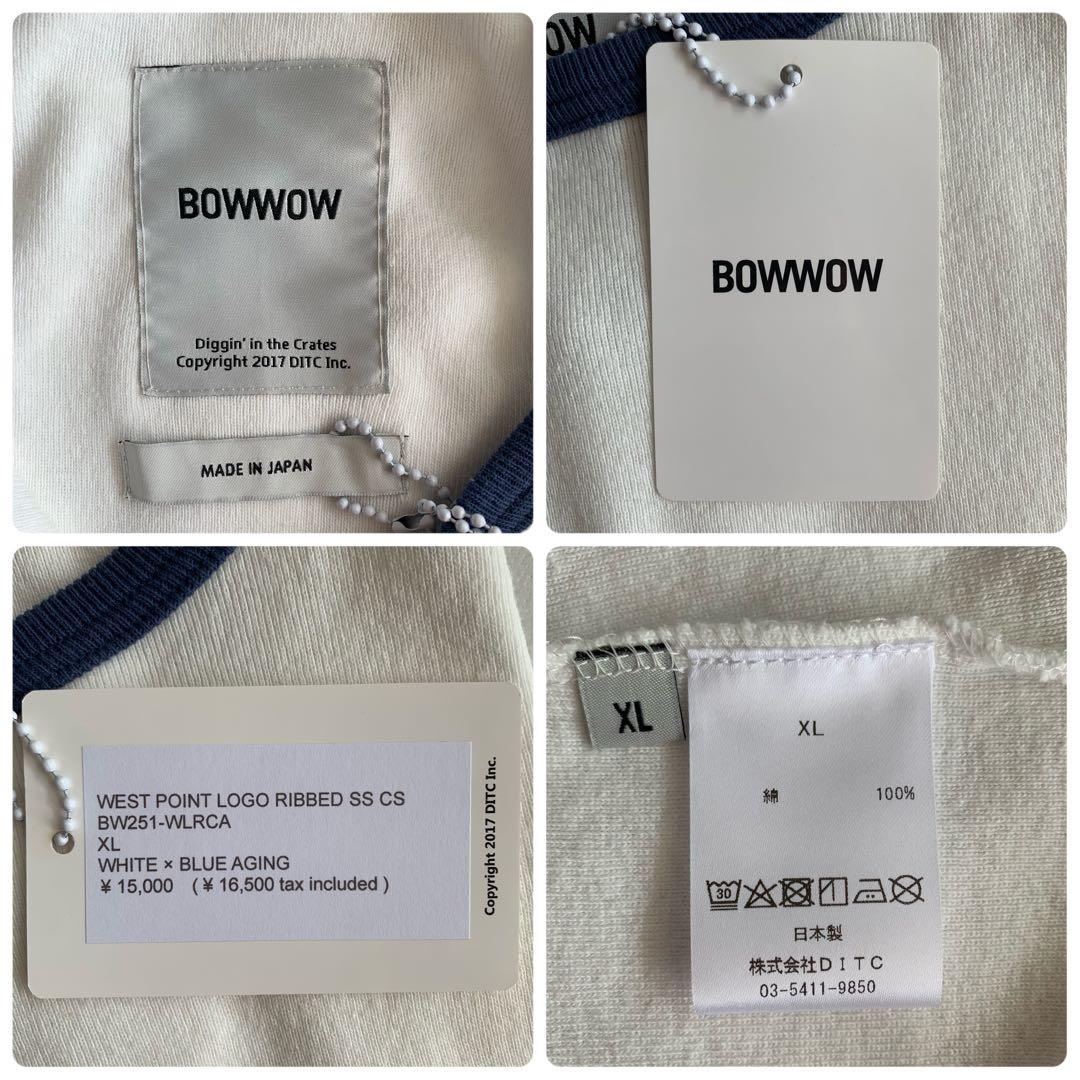 BOWWOW
Diggin' in the Crates
Copyright 2017 DITC Inc.
MADE IN JAPAN
OW
BOWWOW
WEST POINT LOGO RIBBED SS CS
BW251-WLRCA
XL
WHITE × BLUE AGING
¥ 15,000 ( ¥ 16,500 tax included )
Copyright 2017 DITC Inc.
XL
XL
綿 100%
30
日本製
株式会社DITC
03-5411-9850